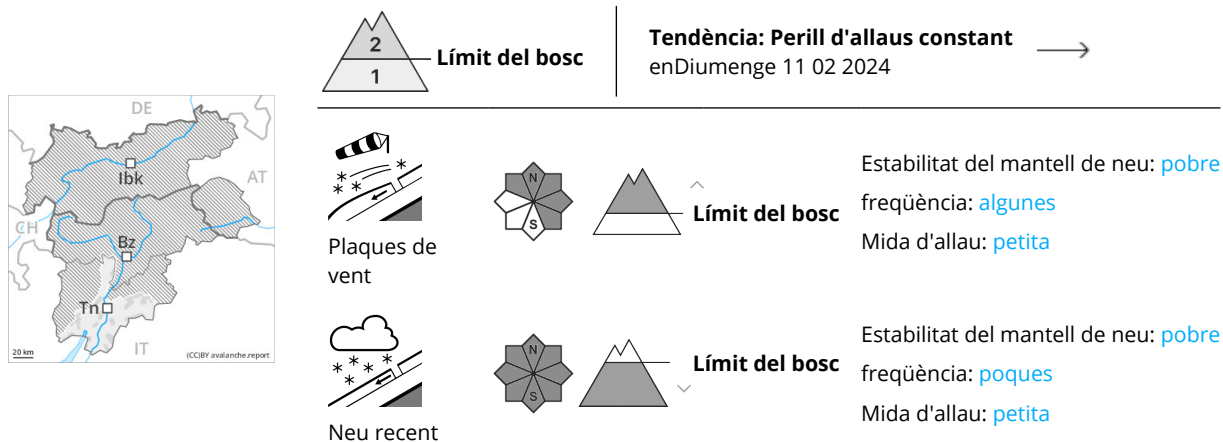 2
1
Límit del bosc
Tendència: Perill d'allaus constant
enDiumenge 11 02 2024
DE
Ibk
AT
CH
Bz
Tn
IT
20 km
(CC)BY avalanche.report
Plaques de
vent
N
S
Límit del bosc
Estabilitat del mantell de neu: pobre
freqüència: algunes
Mida d'allau: petita
Neu recent
N
S
Límit del bosc
Estabilitat del mantell de neu: pobre
freqüència: poques
Mida d'allau: petita